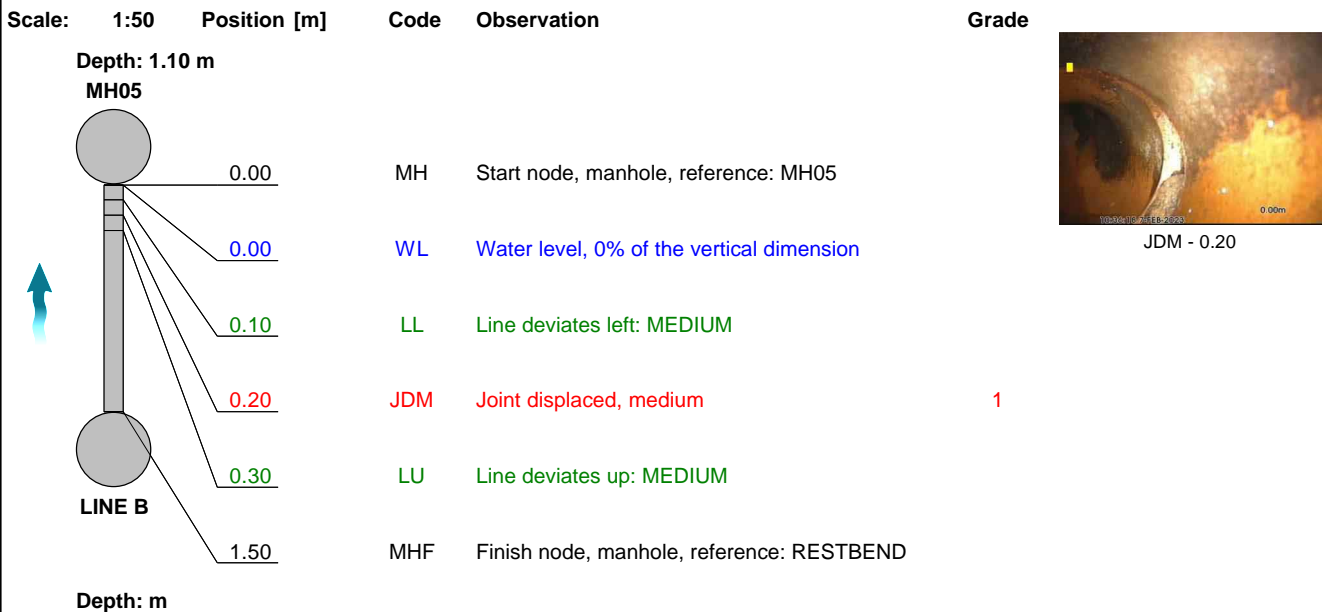 Scale: 1:50 Position [m] Code Observation Grade
Depth: 1.10 m
MH05
0.00 MH Start node, manhole, reference: MH05
0.00 WL Water level, 0% of the vertical dimension
0.10 LL Line deviates left: MEDIUM
0.20 JDM Joint displaced, medium 1
0.30 LU Line deviates up: MEDIUM
LINE B
1.50 MHF Finish node, manhole, reference: RESTBEND
Depth: m
0.00m
JDM - 0.20